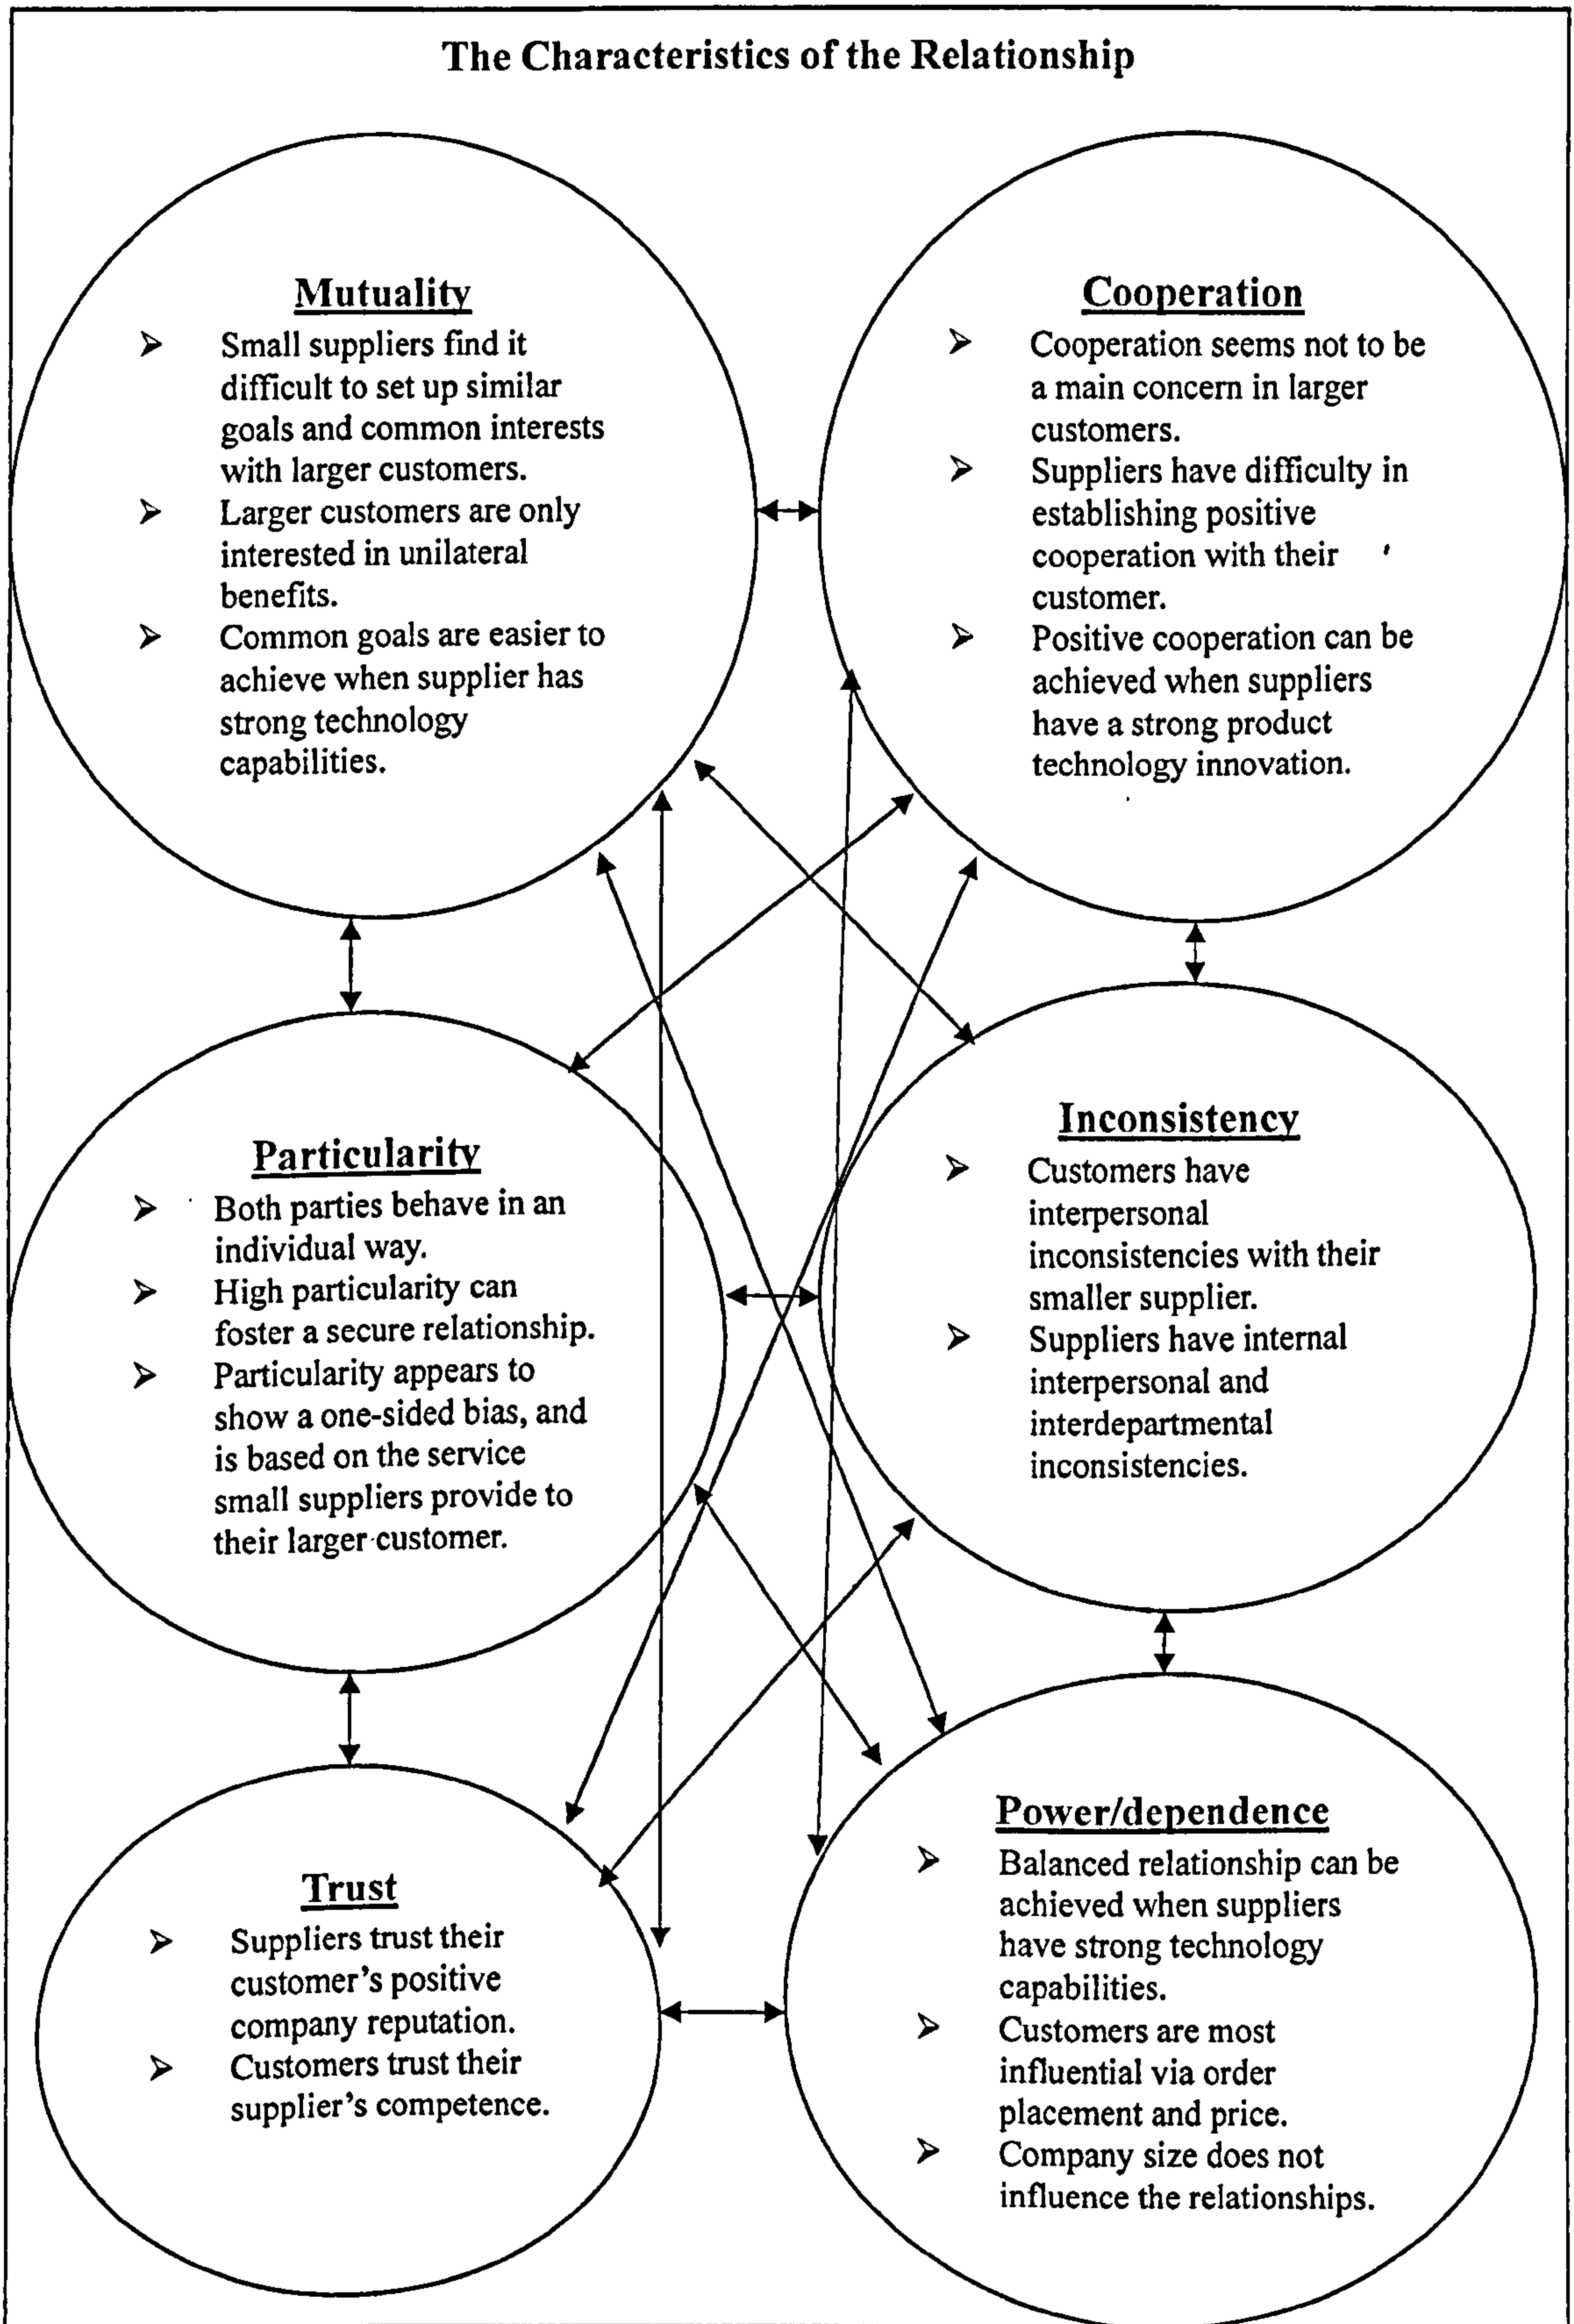 The Characteristics of the Relationship
Mutuality
➢ Small suppliers find it
difficult to set up similar
goals and common interests
with larger customers.
➢ Larger customers are only
interested in unilateral
benefits.
➢ Common goals are easier to
achieve when supplier has
strong technology
capabilities.
Cooperation
➢ Cooperation seems not to be
a main concern in larger
customers.
➢ Suppliers have difficulty in
establishing positive
cooperation with their
customer.
➢ Positive cooperation can be
achieved when suppliers
have a strong product
technology innovation.
Particularity
➢ Both parties behave in an
individual way.
➢ High particularity can
foster a secure relationship.
➢ Particularity appears to
show a one-sided bias, and
is based on the service
small suppliers provide to
their larger customer.
Inconsistency
➢ Customers have
interpersonal
inconsistencies with their
smaller supplier.
➢ Suppliers have internal
interpersonal and
interdepartmental
inconsistencies.
Trust
➢ Suppliers trust their
customer's positive
company reputation.
➢ Customers trust their
supplier's competence.
Power/dependence
➢ Balanced relationship can be
achieved when suppliers
have strong technology
capabilities.
➢ Customers are most
influential via order
placement and price.
➢ Company size does not
influence the relationships.